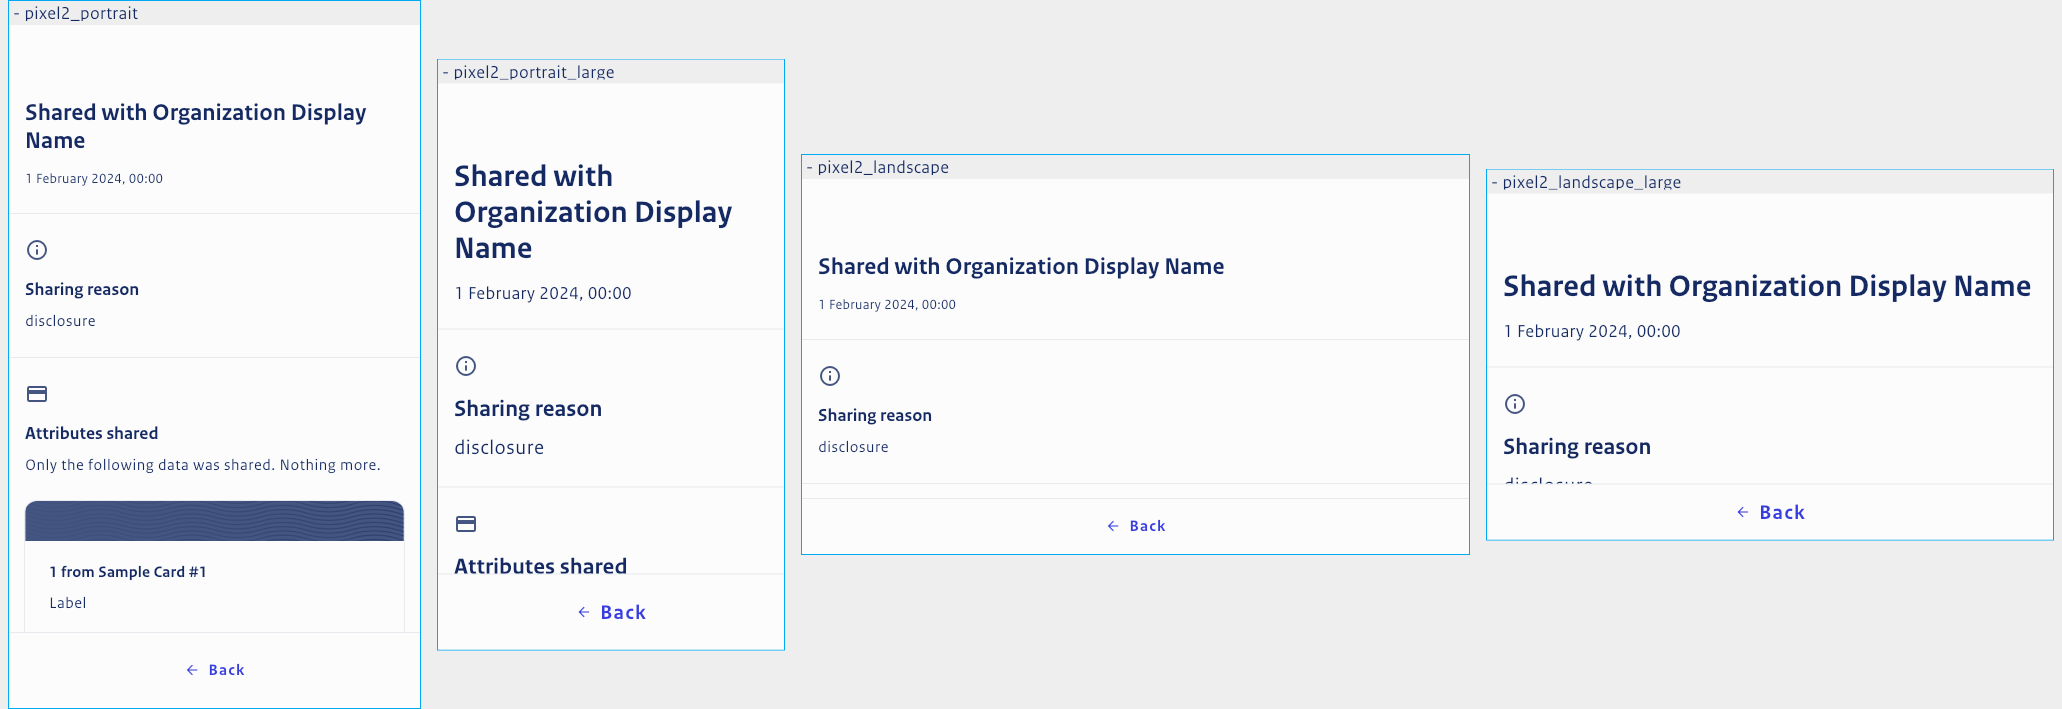 - pixel2_portrait
Shared with Organization Display
Name
1 February 2024, 00:00
Sharing reason
disclosure
Attributes shared
Only the following data was shared. Nothing more.
1 from Sample Card #1
Label
Back
- pixel2_portrait_large
Shared with
Organization Display
Name
1 February 2024, 00:00
Sharing reason
disclosure
Attributes shared
Back
- pixel2_landscape
Shared with Organization Display Name
1 February 2024, 00:00
Sharing reason
disclosure
Back
- pixel2_landscape_large
Shared with Organization Display Name
1 February 2024, 00:00
Sharing reason
disclosure
Back